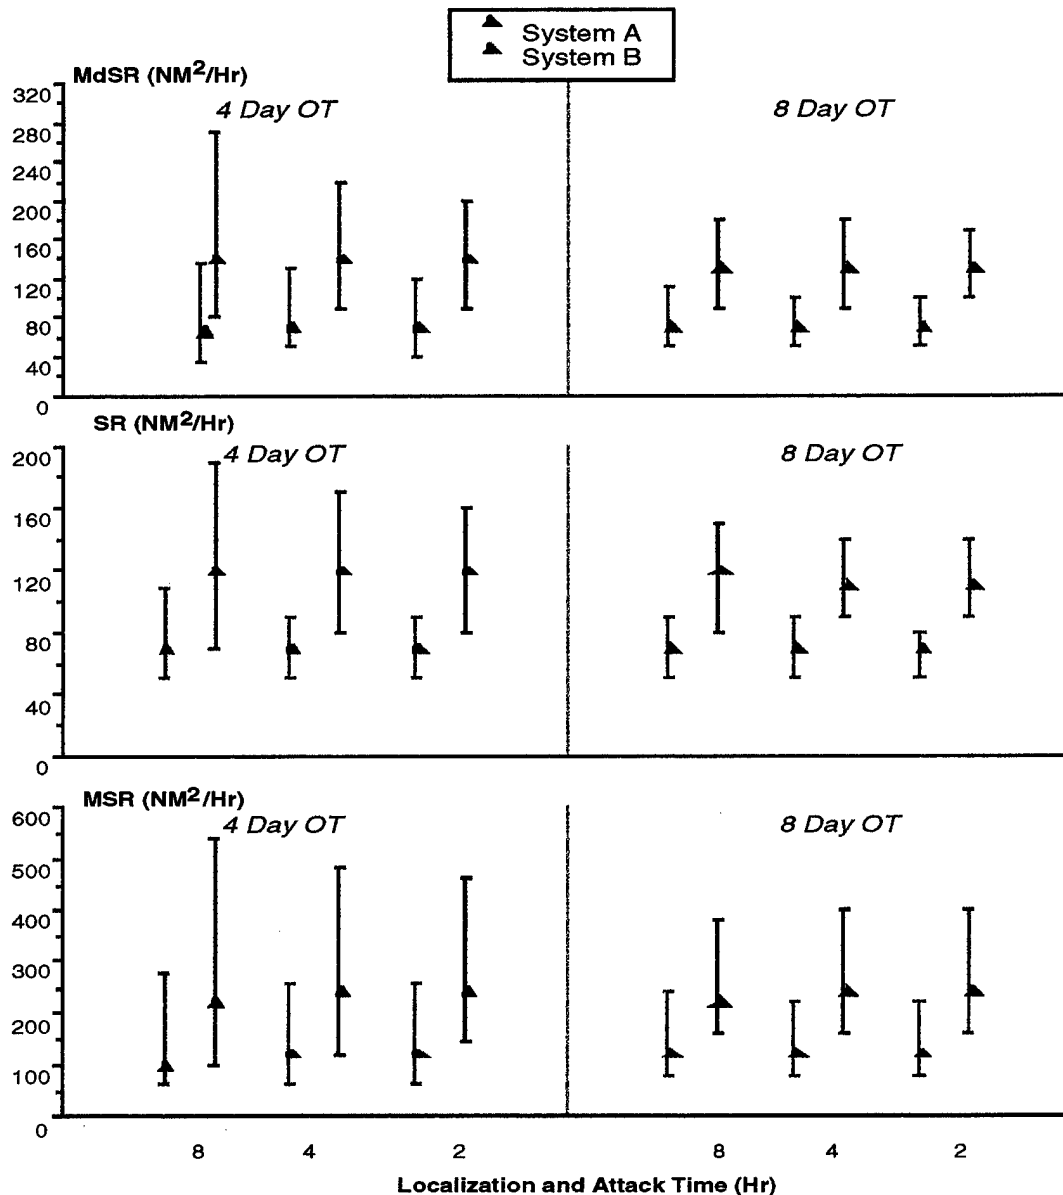 System A
System B
MdSR (NM²/Hr)
4 Day OT
8 Day OT
320
280
240
200
160
120
80
40
0
SR (NM²/Hr)
4 Day OT
8 Day OT
200
160
120
80
40
0
MSR (NM²/Hr)
4 Day OT
8 Day OT
600
500
400
300
200
100
0
8 4 2 8 4 2
Localization and Attack Time (Hr)